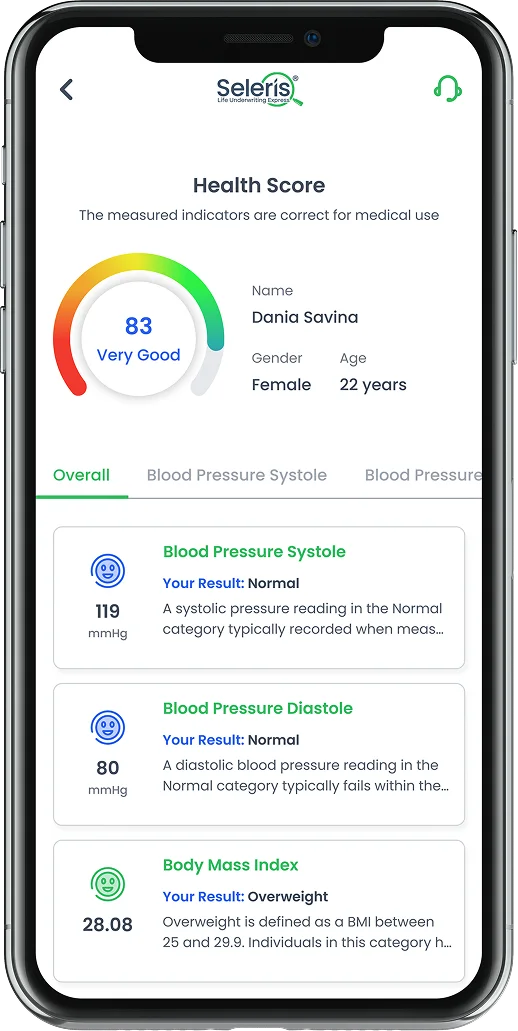 Seleris®
Life Underwriting Express
Health Score
The measured indicators are correct for medical use
83
Very Good
Name
Dania Savina
Gender
Age
Female
22 years
Overall
Blood Pressure Systole
Blood Pressure
Blood Pressure Systole
Your Result: Normal
119
mmHg
A systolic pressure reading in the Normal
category typically recorded when meas...
Blood Pressure Diastole
Your Result: Normal
80
mmHg
A diastolic blood pressure reading in the
Normal category typically fails within the...
Body Mass Index
Your Result: Overweight
28.08
Overweight is defined as a BMI between
25 and 29.9. Individuals in this category h...